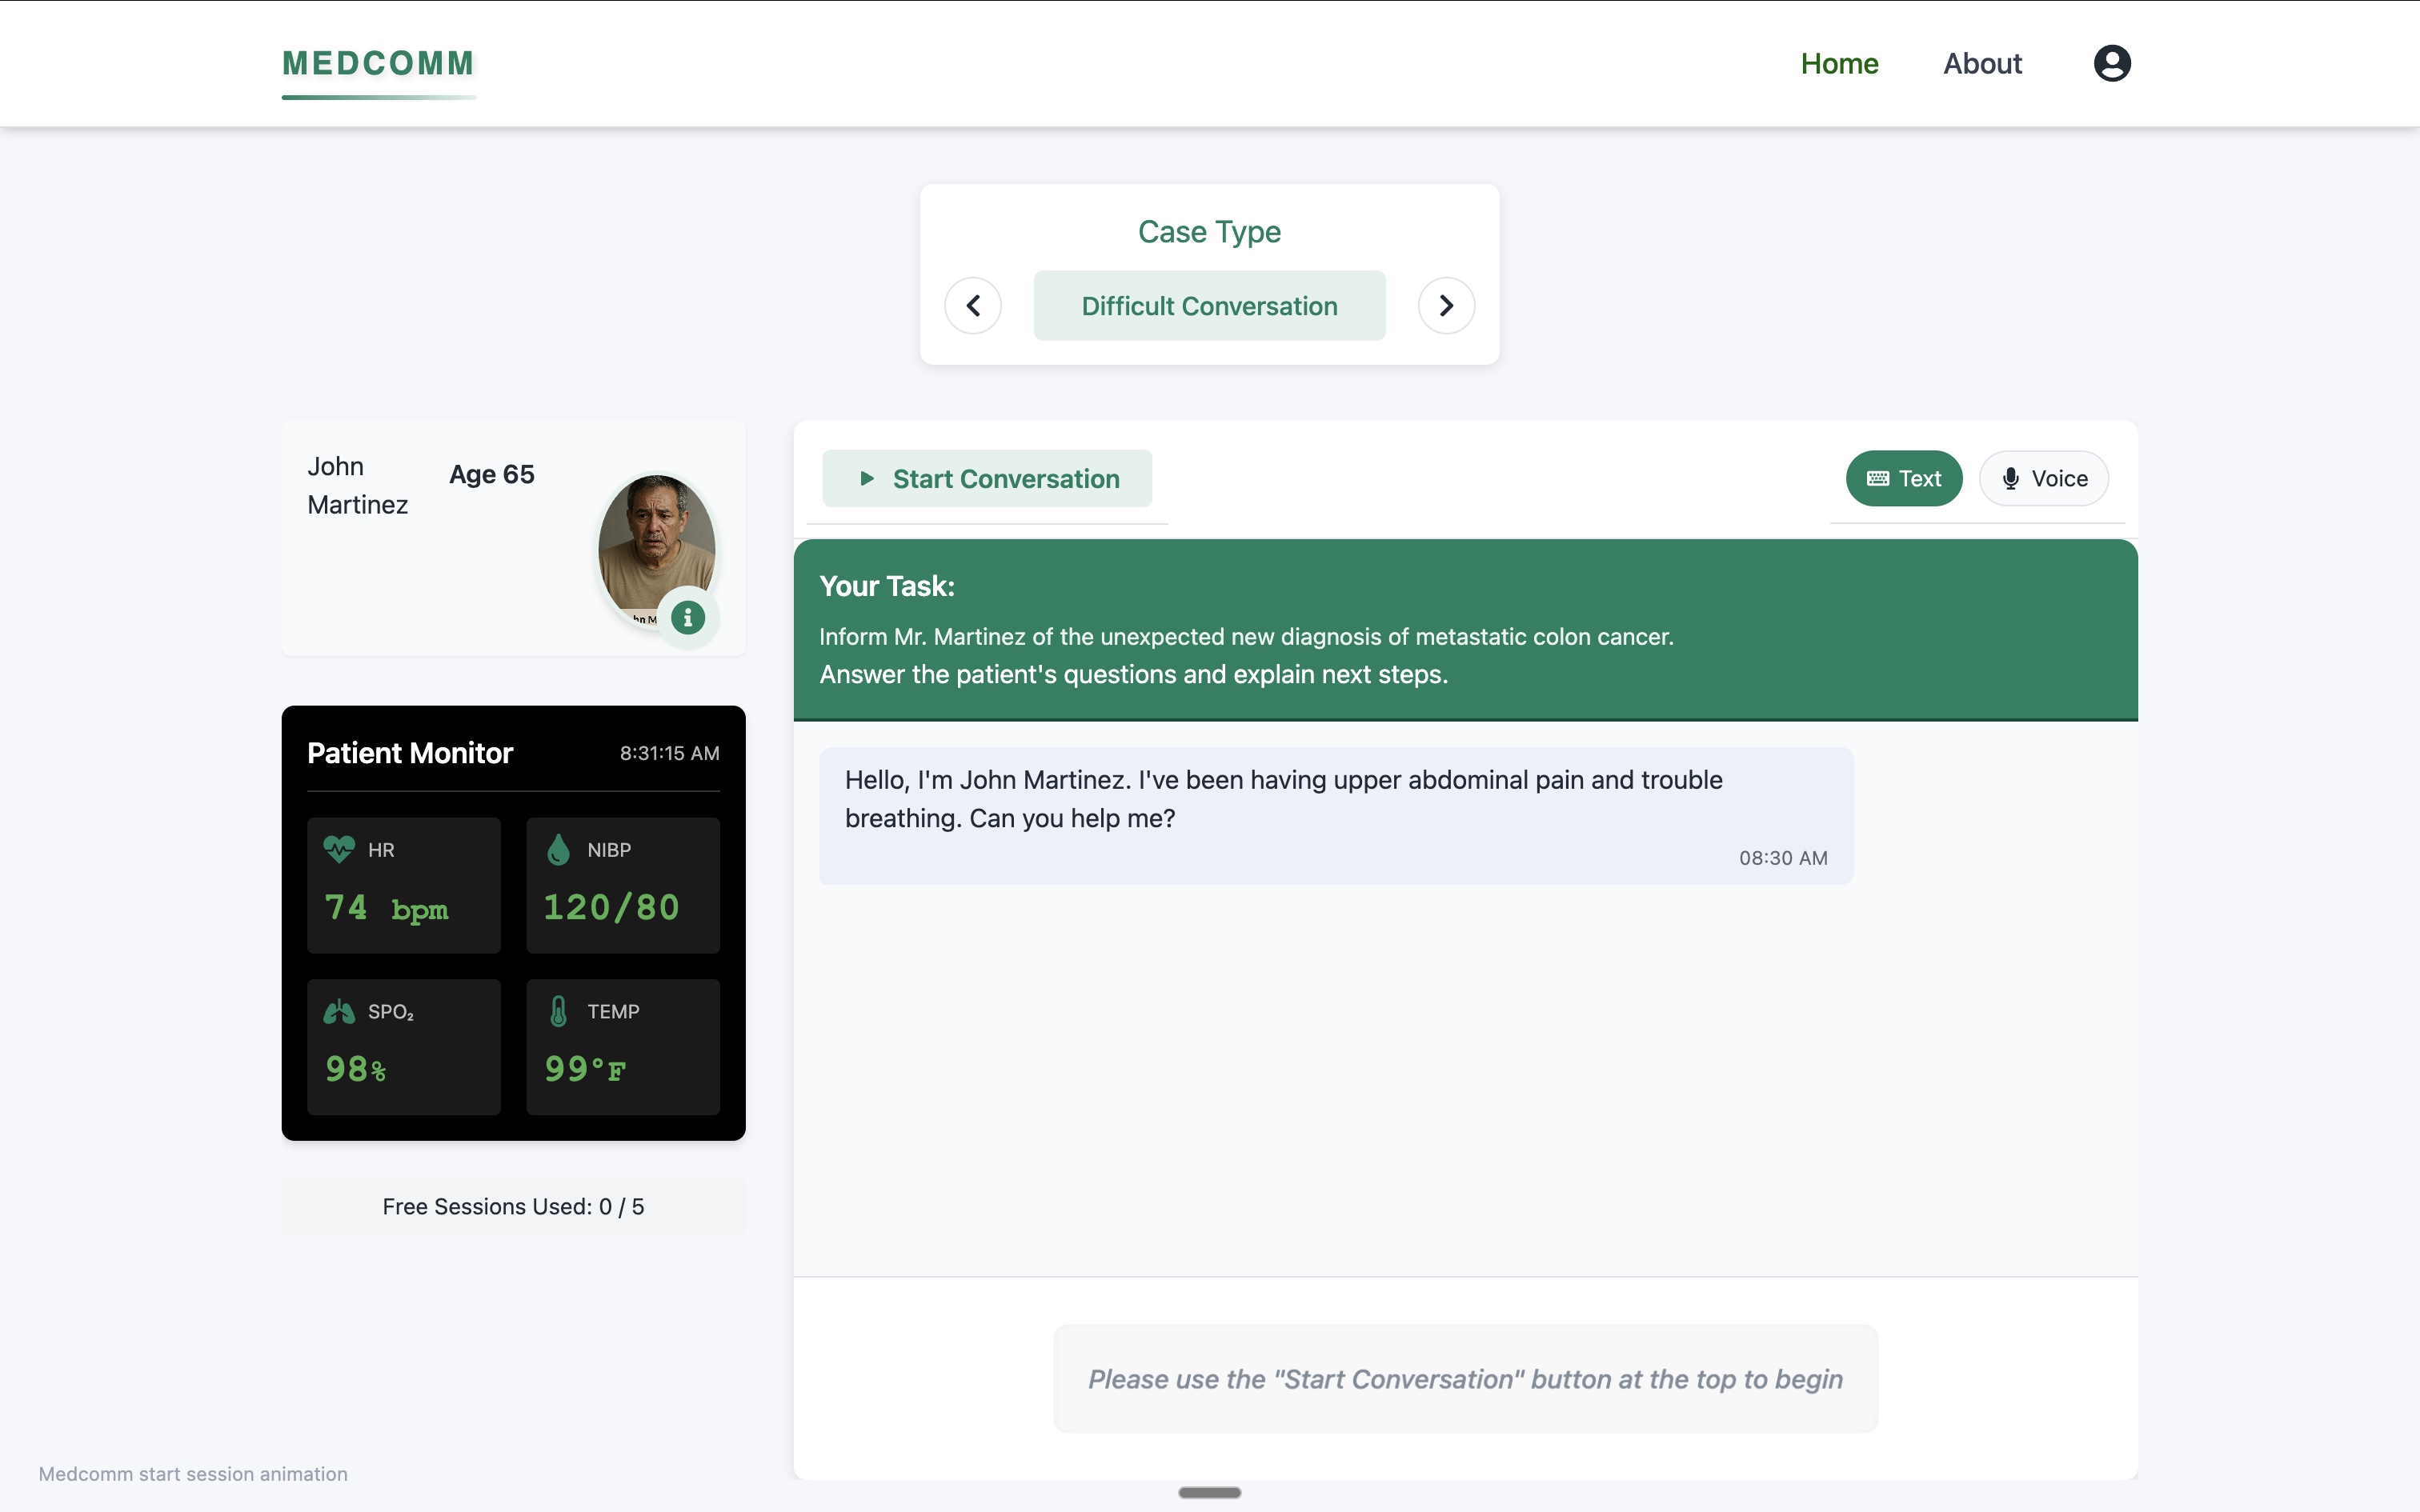 MEDCOMM
Home
About
Case Type
Difficult Conversation
John
Martinez
Age 65
Start Conversation
Text
Voice
Your Task:
Inform Mr. Martinez of the unexpected new diagnosis of metastatic colon cancer.
Answer the patient's questions and explain next steps.
Patient Monitor
8:31:15 AM
HR
74 bpm
NIBP
120/80
SPO₂
98%
TEMP
99°F
Hello, I'm John Martinez. I've been having upper abdominal pain and trouble
breathing. Can you help me?
08:30 AM
Free Sessions Used: 0 / 5
Please use the "Start Conversation" button at the top to begin
Medcomm start session animation